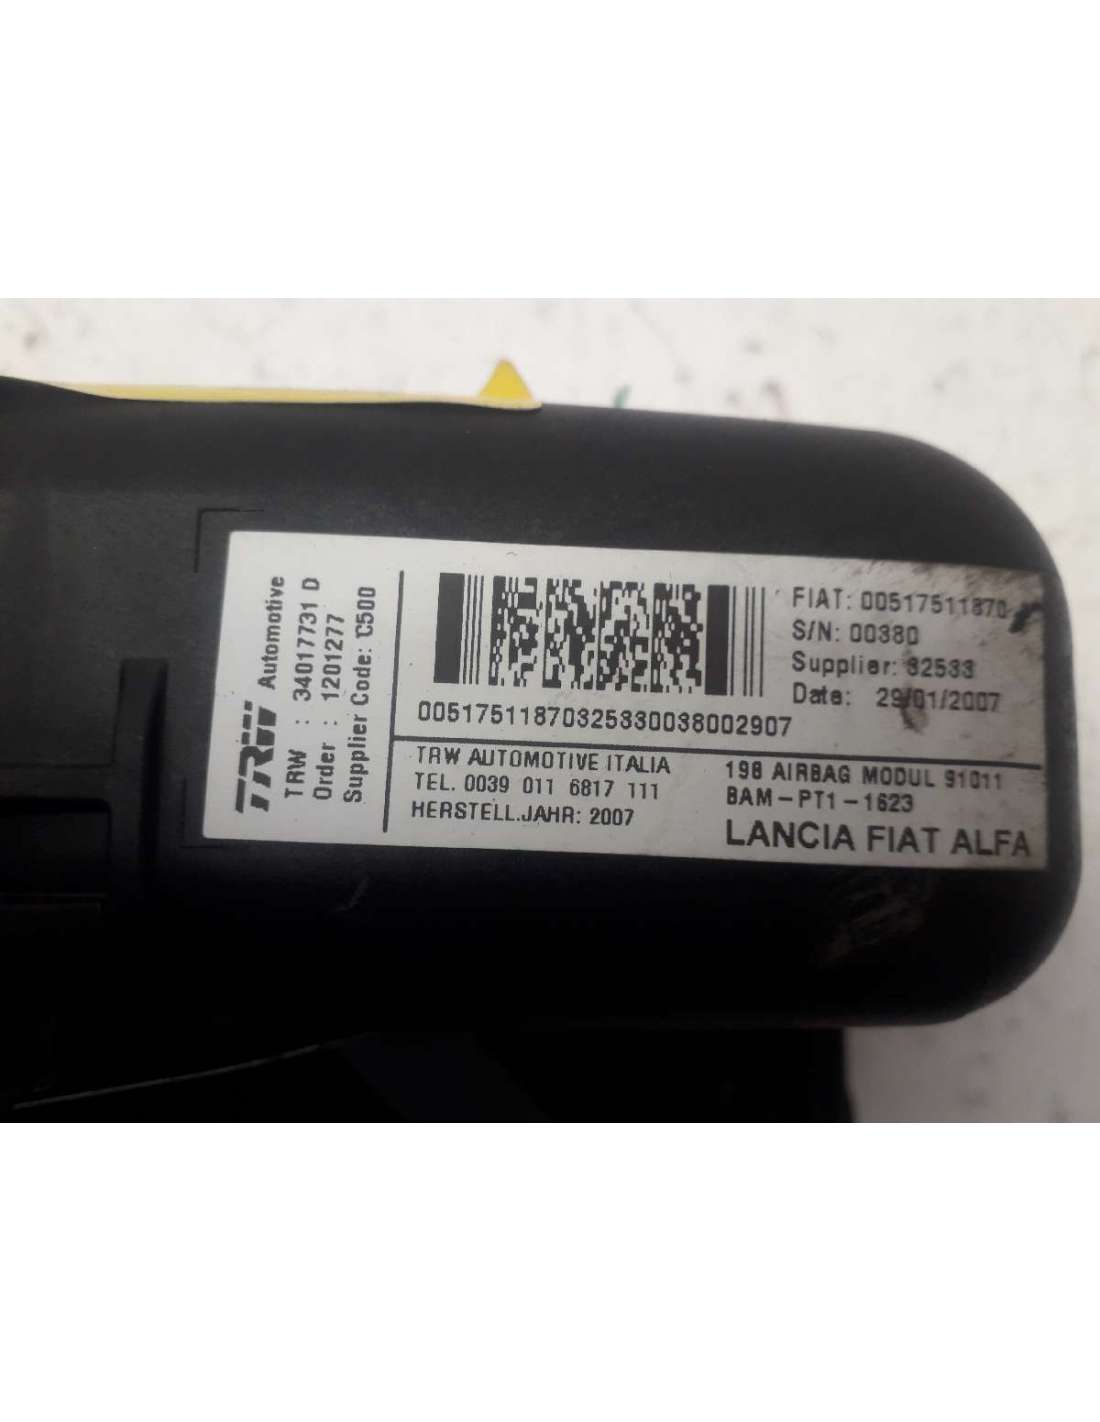 TRW Automotive
TRW : 34017731 D
Order : 1201277
Supplier Code: C500
FIAT: 00517511870
S/N: 00380
Supplier: 32533
Date: 29/01/2007
00517511870325330038002907
TRW AUTOMOTIVE ITALIA
TEL. 0039 011 6817 111
HERSTELL.JAHR: 2007
198 AIRBAG MODUL 91011
BAM-PT1-1623
LANCIA FIAT ALFA